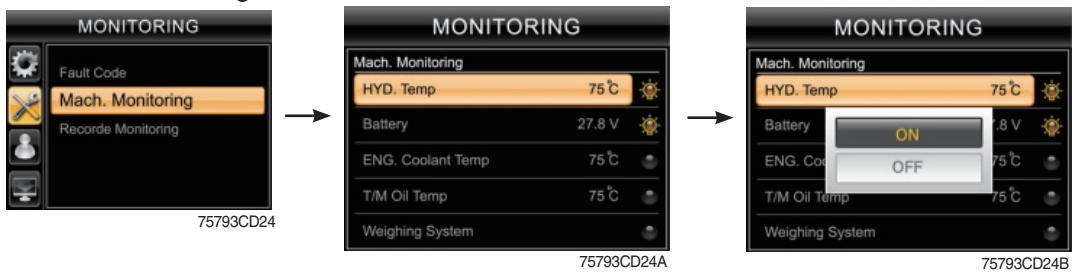 MONITORING
Fault Code
Mach. Monitoring
Recorde Monitoring
75793CD24
MONITORING
Mach. Monitoring
HYD. Temp 75℃
Battery 27.8 V
ENG. Coolant Temp 75℃
T/M Oil Temp 75℃
Weighing System
75793CD24A
MONITORING
Mach. Monitoring
HYD. Temp 75℃
Battery .8 V
ON
ENG. Coo 75℃
OFF
T/M Oil Temp 75℃
Weighing System
75793CD24B